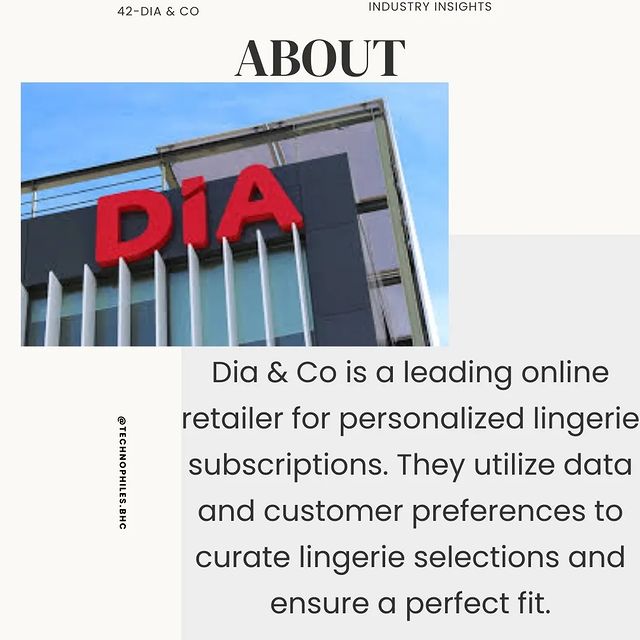 42-DIA & CO
INDUSTRY INSIGHTS
ABOUT
DiA
Dia & Co is a leading online
retailer for personalized lingerie
subscriptions. They utilize data
and customer preferences to
curate lingerie selections and
ensure a perfect fit.
@TECHNOPHILES.BHC